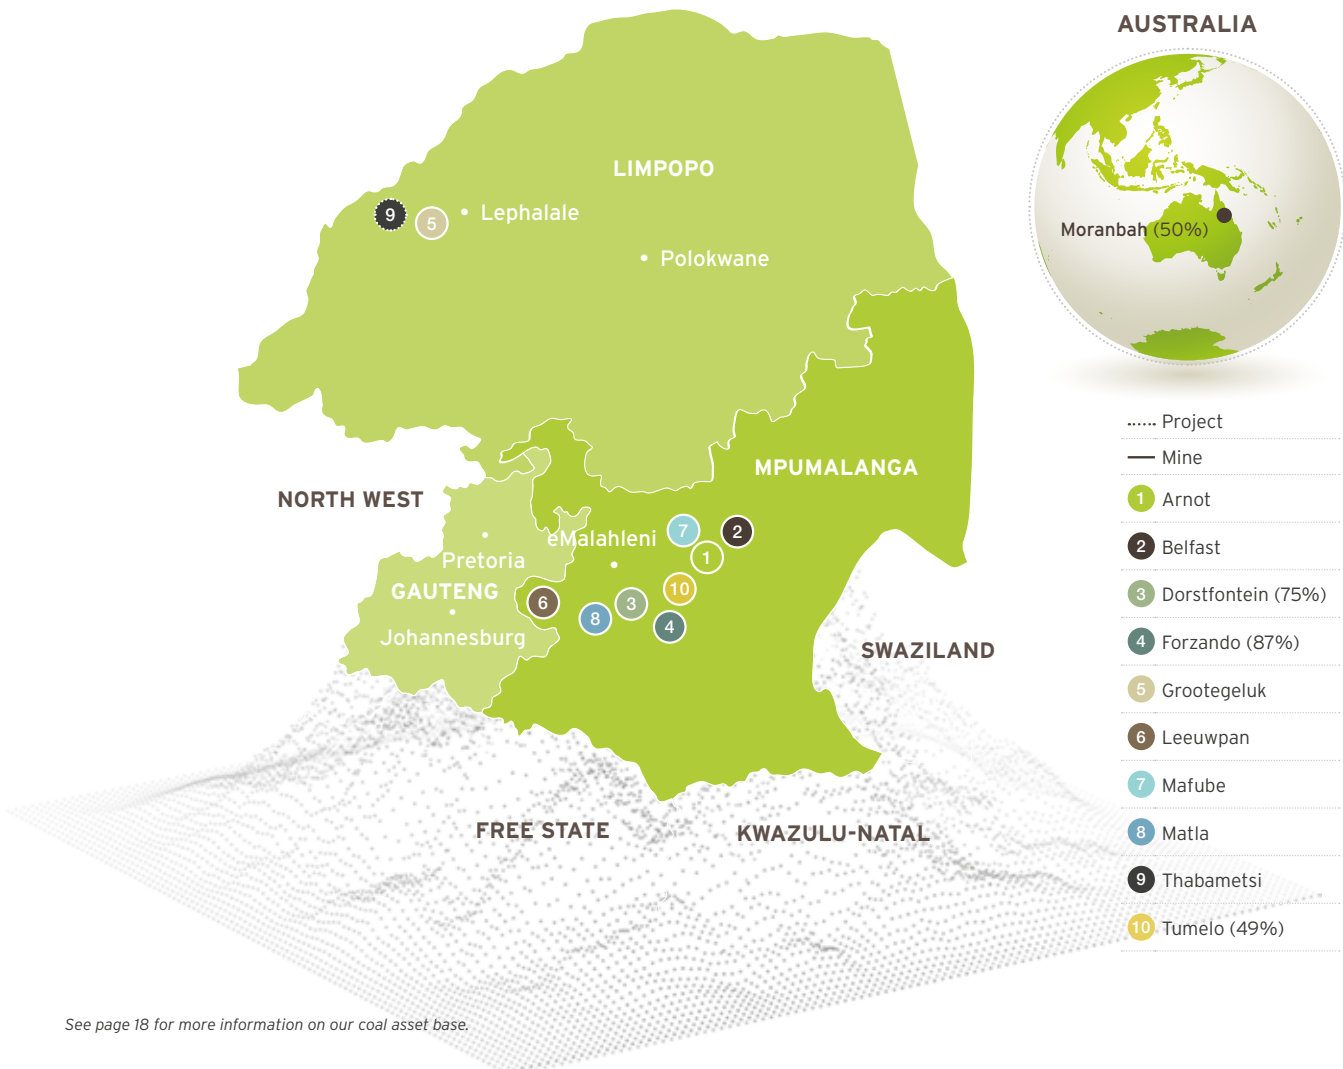 AUSTRALIA
Moranbah (50%)
LIMPOPO
9
5
Lephalale
Polokwane
MPUMALANGA
NORTH WEST
eMalahleni
7
2
1
Pretoria
GAUTENG
6
8
3
10
4
Johannesburg
SWAZILAND
FREE STATE
KWAZULU-NATAL
Project
Mine
1 Arnot
2 Belfast
3 Dorstfontein (75%)
4 Forzando (87%)
5 Grootegeluk
6 Leeuwpan
7 Mafube
8 Matla
9 Thabametsi
10 Tumelo (49%)
See page 18 for more information on our coal asset base.